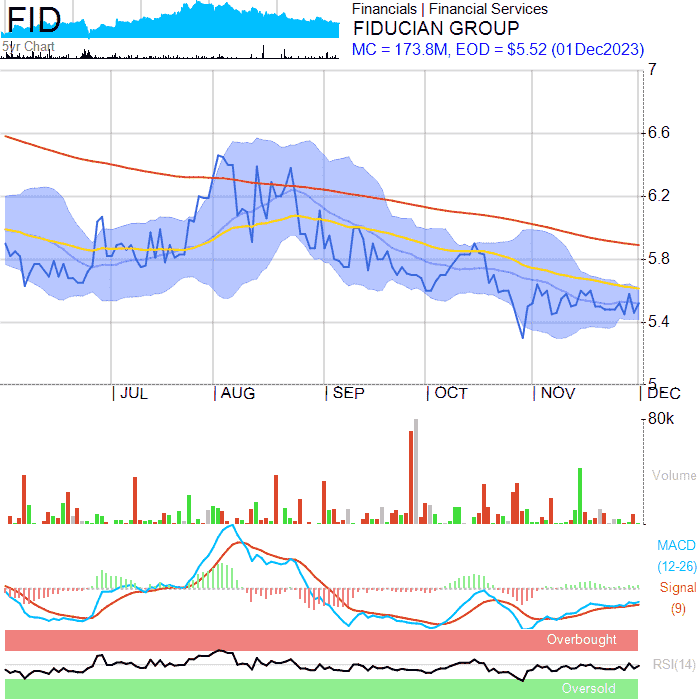 FID
5yr Chart
Financials | Financial Services
FIDUCIAN GROUP
MC = 173.8M, EOD = $5.52 (01Dec2023)
7
6.6
6.2
5.8
5.4
5
JUL AUG SEP OCT NOV DEC
80k
Volume
MACD
(12-26)
Signal
(9)
Overbought
RSI(14)
Oversold